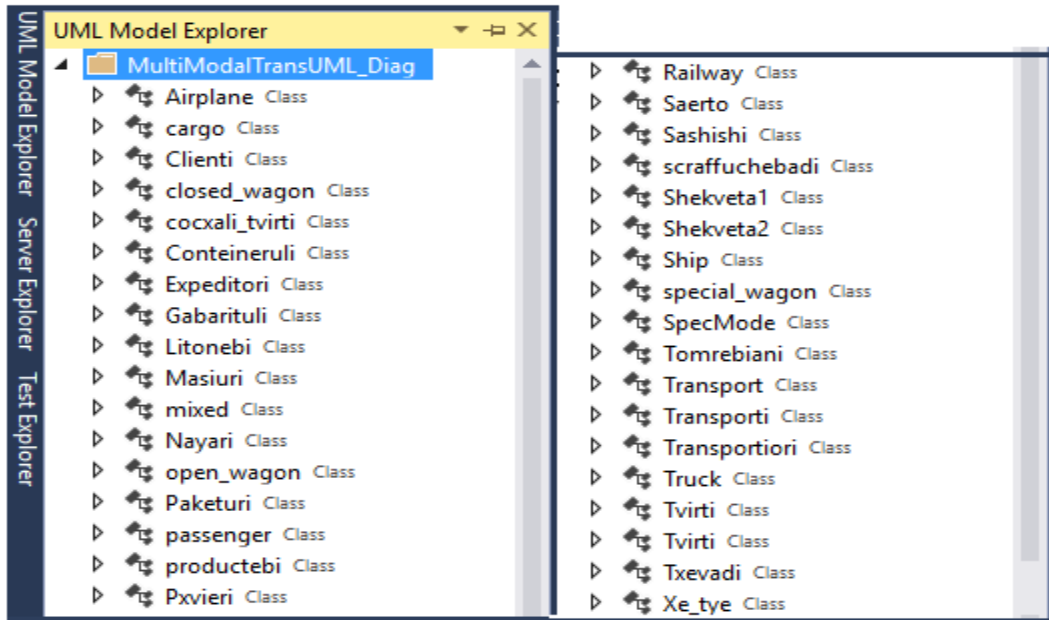 UML Model Explorer
Server Explorer
Test Explorer
UML Model Explorer
MultiModalTransUML_Diag
Airplane Class
cargo Class
Clienti Class
closed_wagon Class
cocxali_tvirti Class
Conteineruli Class
Expeditori Class
Gabarituli Class
Litonebi Class
Masiuri Class
mixed Class
Nayari Class
open_wagon Class
Paketuri Class
passenger Class
productebi Class
Pxvieri Class
Railway Class
Saerto Class
Sashishi Class
scraffuchebadi Class
Shekveta1 Class
Shekveta2 Class
Ship Class
special_wagon Class
SpecMode Class
Tomrebiani Class
Transport Class
Transporti Class
Transportiori Class
Truck Class
Tvirti Class
Tvirti Class
Txevadi Class
Xe_tye Class